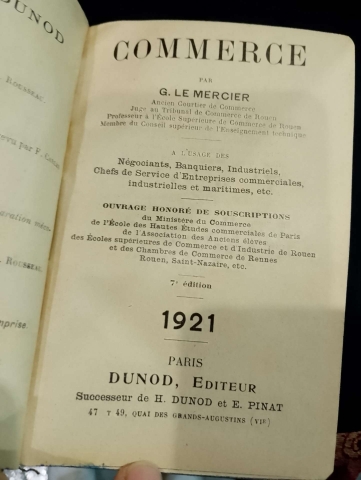 DUNOD
COMMERCE
PAR
G. LE MERCIER
Ancien Courtier de Commerce
Juge au Tribunal de Commerce de Rouen
Professeur à l'École Supérieure de Commerce de Rouen
Membre du Conseil supérieur de l'Enseignement technique
A L'USAGE DES
Négociants, Banquiers, Industriels,
Chefs de Service d'Entreprises commerciales,
industrielles et maritimes, etc.
OUVRAGE HONORÉ DE SOUSCRIPTIONS
du Ministère du Commerce
de l'École des Hautes Études commerciales de Paris
de l'Association des Anciens élèves
des Écoles supérieures de Commerce et d'Industrie de Rouen
et des Chambres de Commerce de Rennes
Rouen, Saint-Nazaire, etc.
7e édition
1921
PARIS
DUNOD, ÉDITEUR
Successeur de H. DUNOD et E. PINAT
47 T 49, QUAI DES GRANDS-AUGUSTINS (VIe)